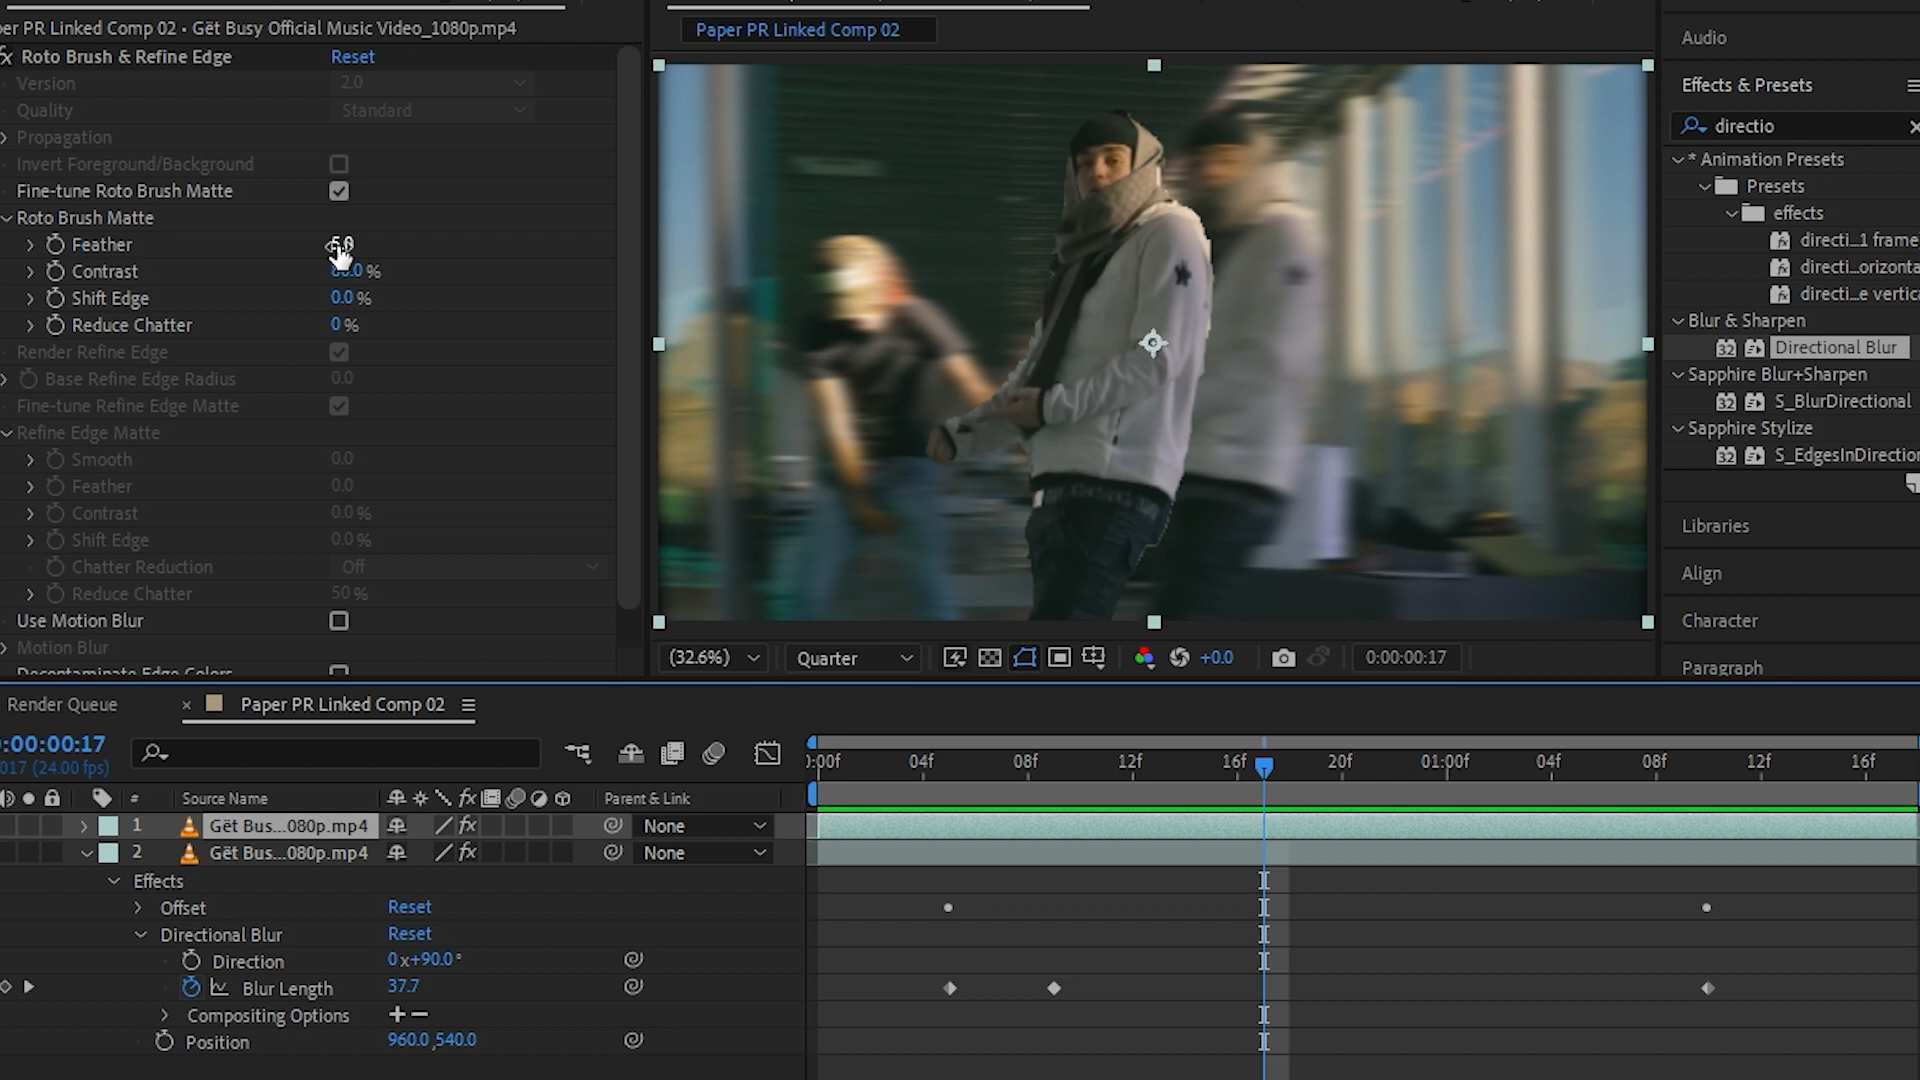 er PR Linked Comp 02 • Gët Busy Official Music Video_1080p.mp4
fx Roto Brush & Refine Edge Reset
Version 2.0
Quality Standard
Propagation
Invert Foreground/Background
Fine-tune Roto Brush Matte
Roto Brush Matte
Feather 5.0
Contrast %
Shift Edge 0.0 %
Reduce Chatter 0 %
Render Refine Edge
Base Refine Edge Radius 0.0
Fine-tune Refine Edge Matte
Refine Edge Matte
Smooth 0.0
Feather 0.0
Contrast 0.0 %
Shift Edge 0.0 %
Chatter Reduction Off
Reduce Chatter 50 %
Use Motion Blur
Motion Blur
Decontaminate Edge Colors
Paper PR Linked Comp 02
(32.6%) Quarter +0.0 0:00:00:17
Audio
Effects & Presets
directio
* Animation Presets
Presets
effects
directi...1 frame
directi...orizonta
directi...e vertica
Blur & Sharpen
32 Directional Blur
Sapphire Blur+Sharpen
32 S_BlurDirectional
Sapphire Stylize
32 S_EdgesInDirection
Libraries
Align
Character
Paragraph
Render Queue × Paper PR Linked Comp 02
:00:00:17
017 (24.00 fps)
:00f 04f 08f 12f 16f 20f 01:00f 04f 08f 12f 16f
# Source Name fx Parent & Link
1 Gët Bus...080p.mp4 fx None
2 Gët Bus...080p.mp4 fx None
Effects
Offset Reset
Directional Blur Reset
Direction 0x+90.0°
Blur Length 37.7
Compositing Options + −
Position 960.0,540.0